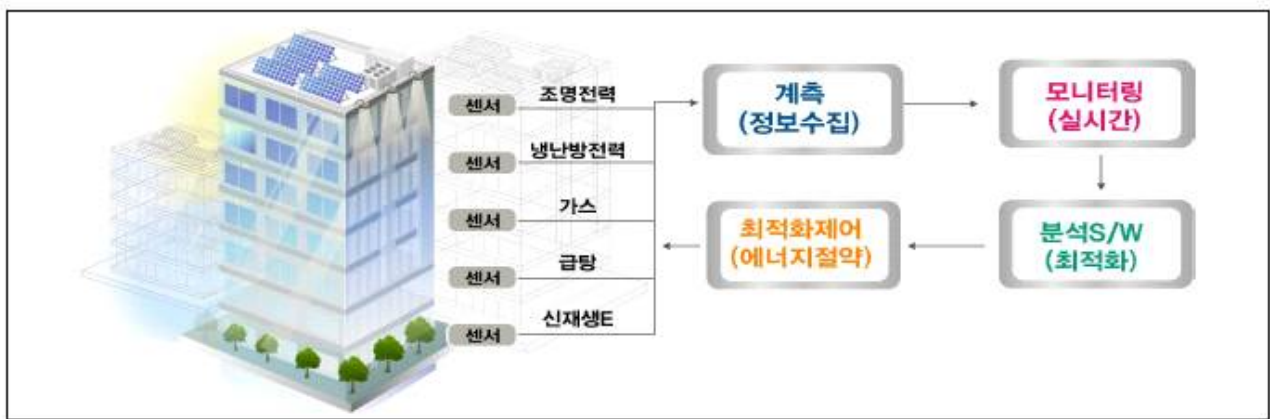 센서
조명전력
센서
냉난방전력
센서
가스
센서
급탕
센서
신재생E
계측
(정보수집)
모니터링
(실시간)
최적화제어
(에너지절약)
분석S/W
(최적화)